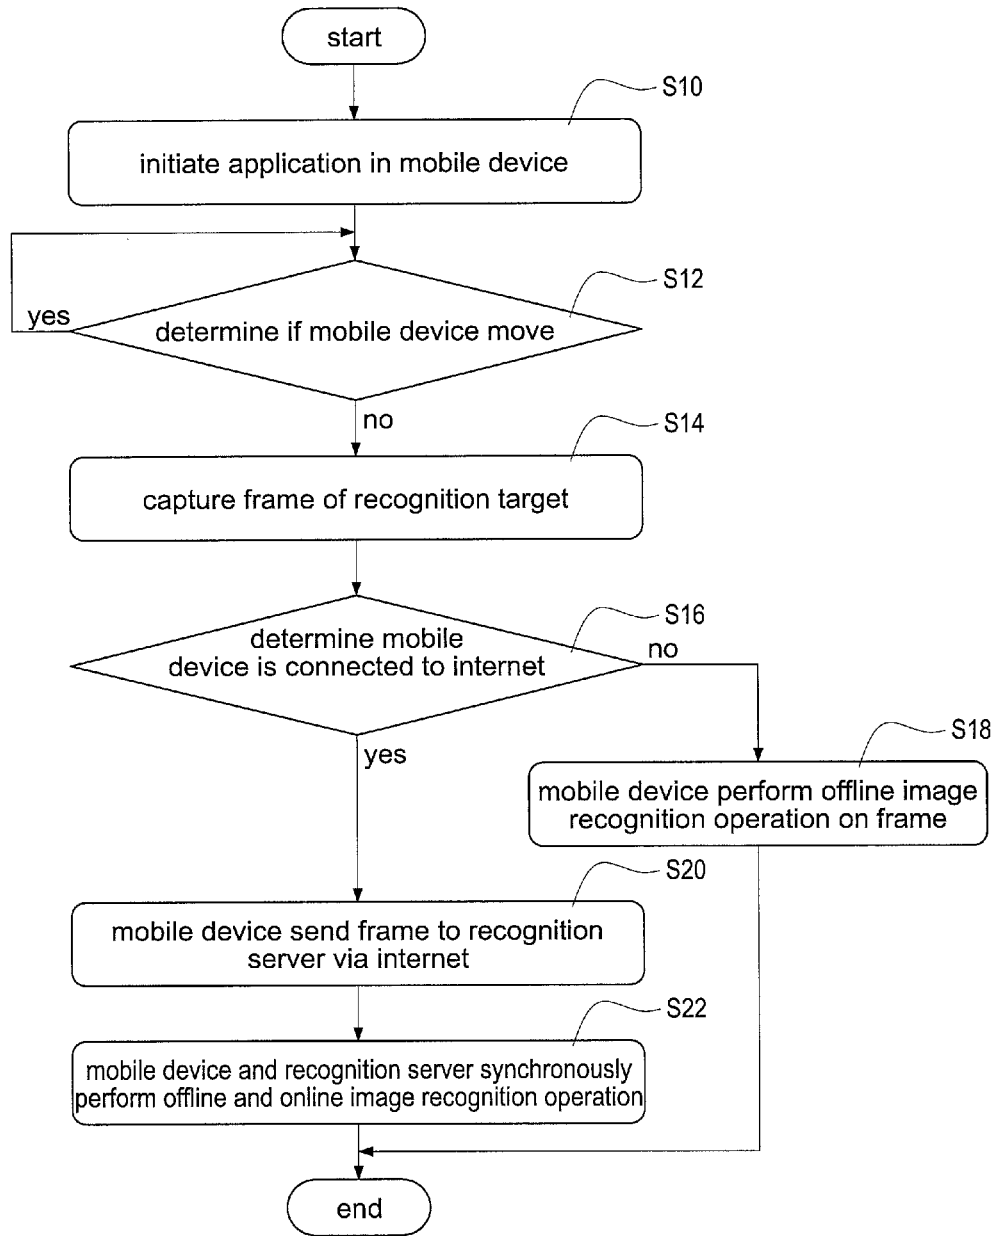 start
S10
initiate application in mobile device
S12
yes
determine if mobile device move
no
S14
capture frame of recognition target
S16
determine mobile
device is connected to internet
no
yes
S18
mobile device perform offline image
recognition operation on frame
S20
mobile device send frame to recognition
server via internet
S22
mobile device and recognition server synchronously
perform offline and online image recognition operation
end